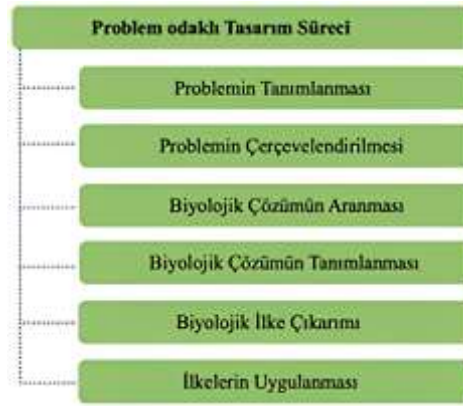 Problem odaklı Tasarım Süreci
Problemin Tanımlanması
Problemin Çerçevelendirilmesi
Biyolojik Çözümün Aranması
Biyolojik Çözümün Tanımlanması
Biyolojik İlke Çıkarımı
İlkelerin Uygulanması